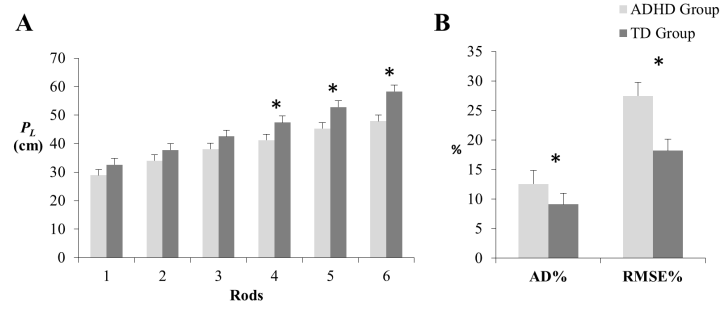 A
P_L
(cm)
70
60
50
40
30
20
10
0
* * *
1 2 3 4 5 6
Rods
B
ADHD Group
TD Group
%
35
30
25
20
15
10
5
0
* *
AD% RMSE%